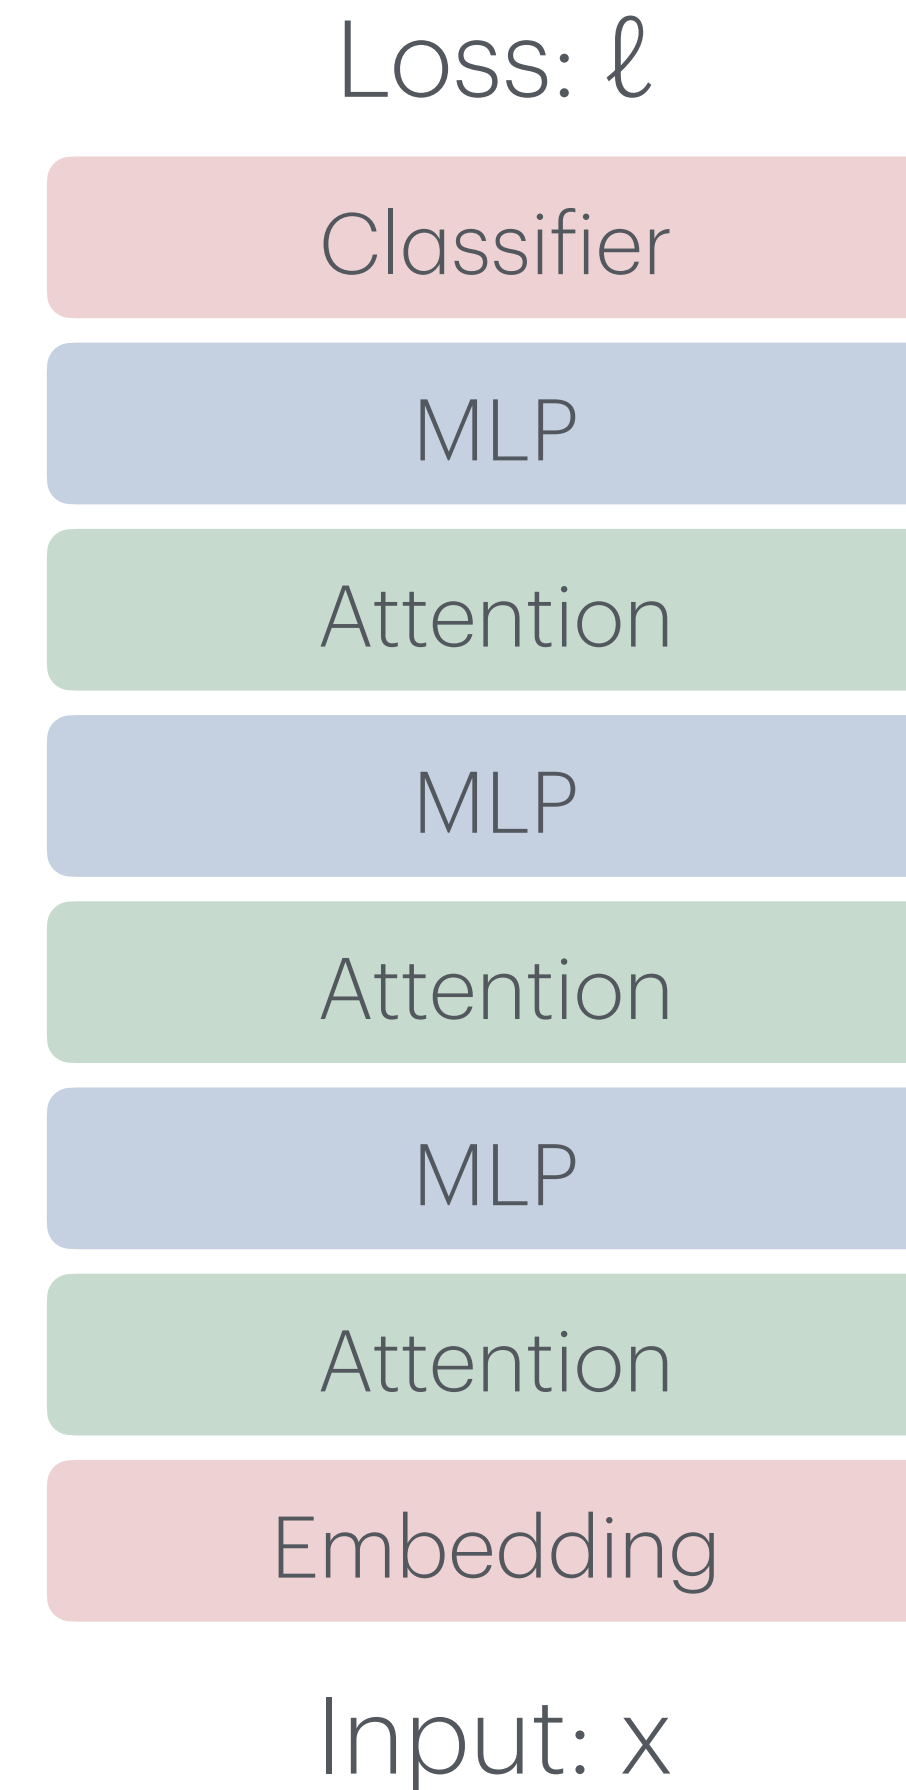 Loss: ℓ
Classifier
MLP
Attention
MLP
Attention
MLP
Attention
Embedding
Input: x